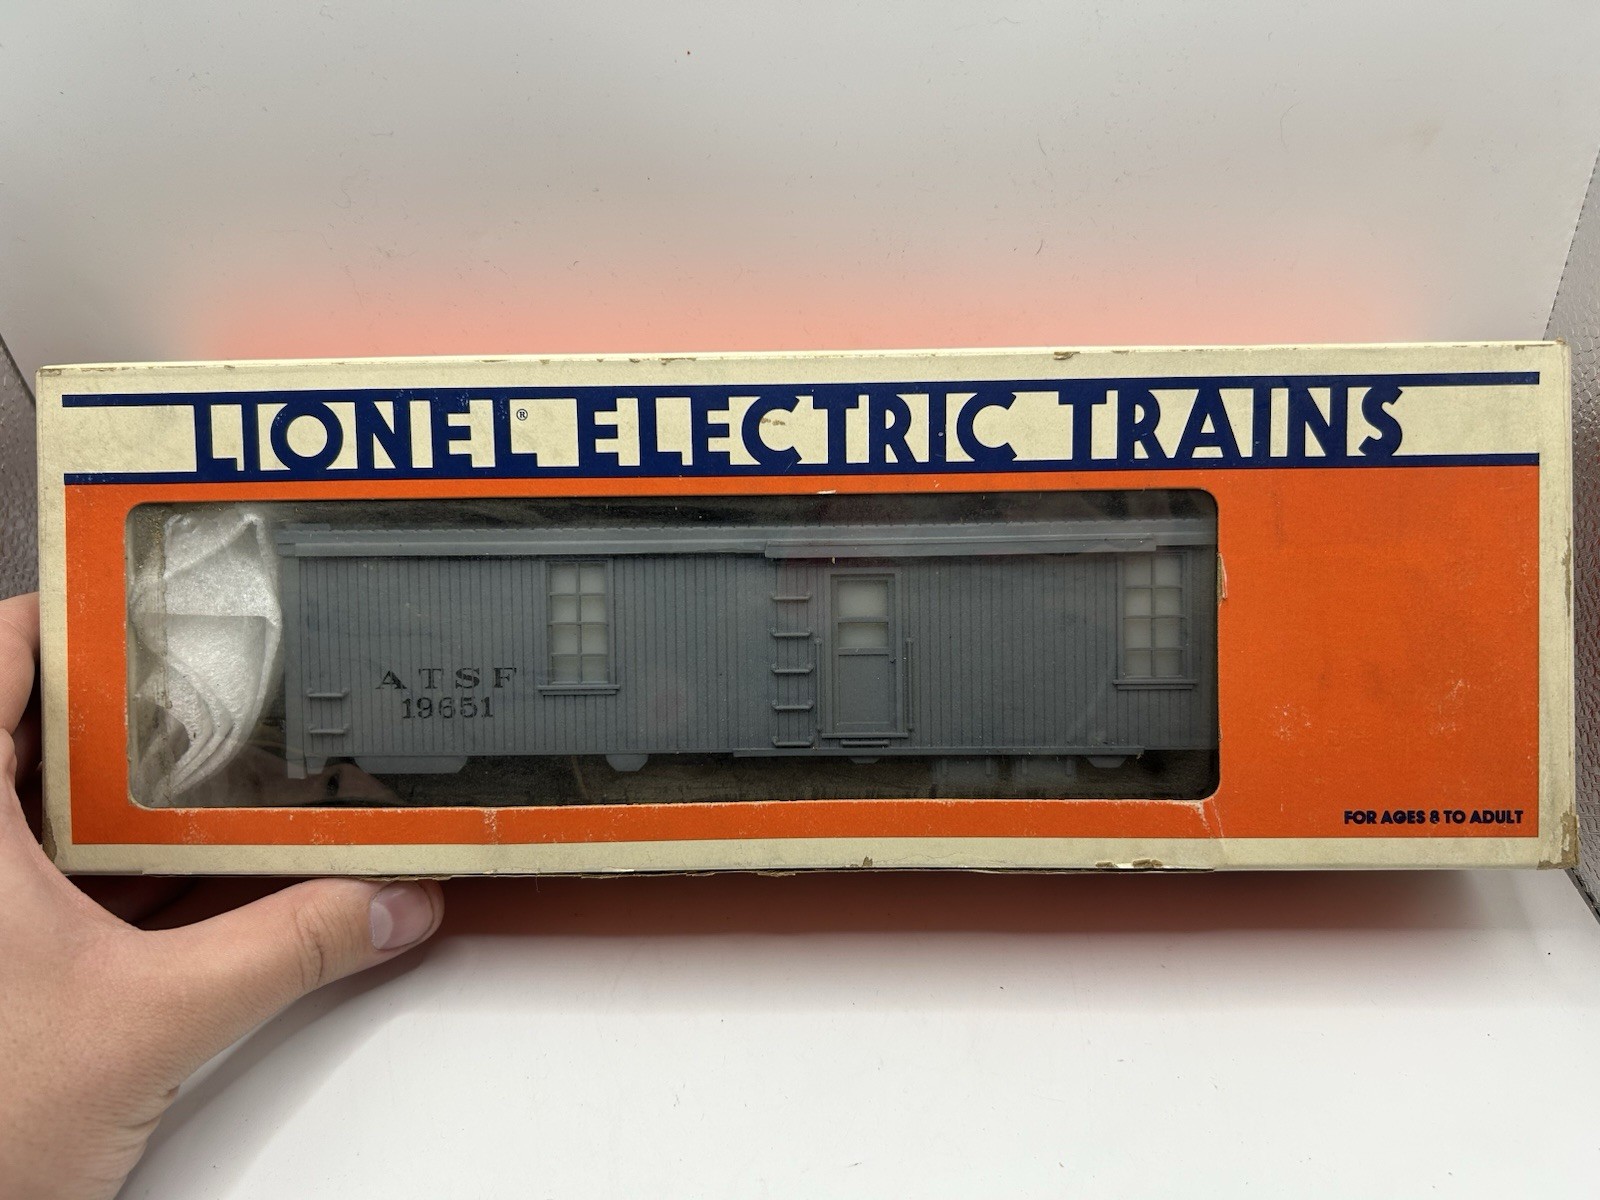 LIONEL® ELECTRIC TRAINS
ATSF
19651
FOR AGES 8 TO ADULT